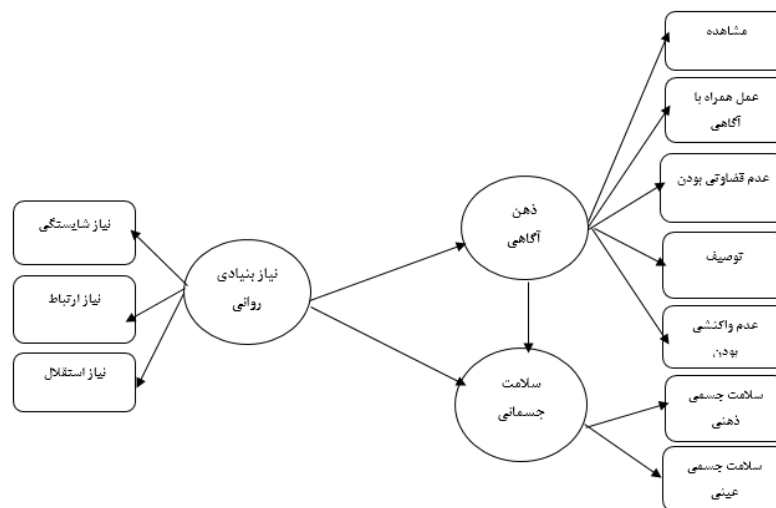 مشاهده
عمل همراه با
آگاهی
عدم قضاوتی بودن
توصیف
عدم واکنشی
بودن
ذهن
آگاهی
نیاز بنیادی
روانی
نیاز شایستگی
نیاز ارتباط
نیاز استقلال
سلامت
جسمانی
سلامت جسمی
ذهنی
سلامت جسمی
عینی